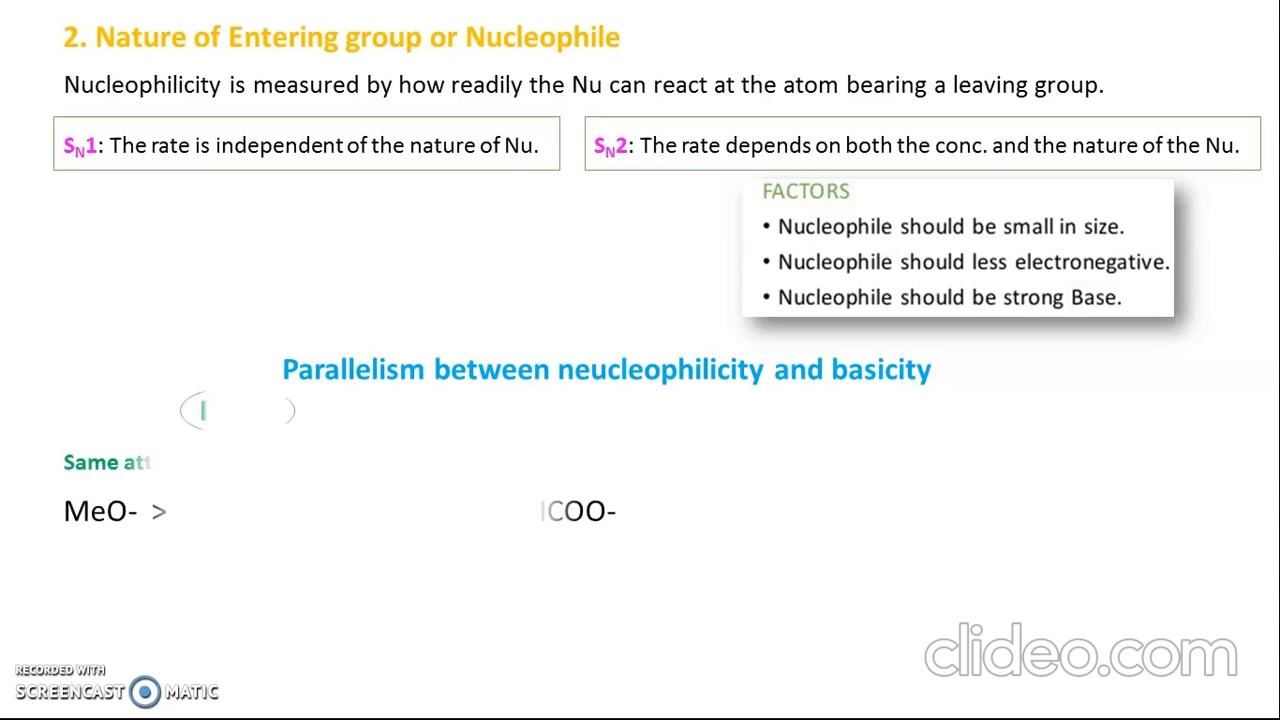 2. Nature of Entering group or Nucleophile
Nucleophilicity is measured by how readily the Nu can react at the atom bearing a leaving group.
SN1: The rate is independent of the nature of Nu.
SN2: The rate depends on both the conc. and the nature of the Nu.
FACTORS
• Nucleophile should be small in size.
• Nucleophile should less electronegative.
• Nucleophile should be strong Base.
Parallelism between neucleophilicity and basicity
Same att
MeO- > COO-
clideo.com
RECORDED WITH
SCREENCAST MATIC